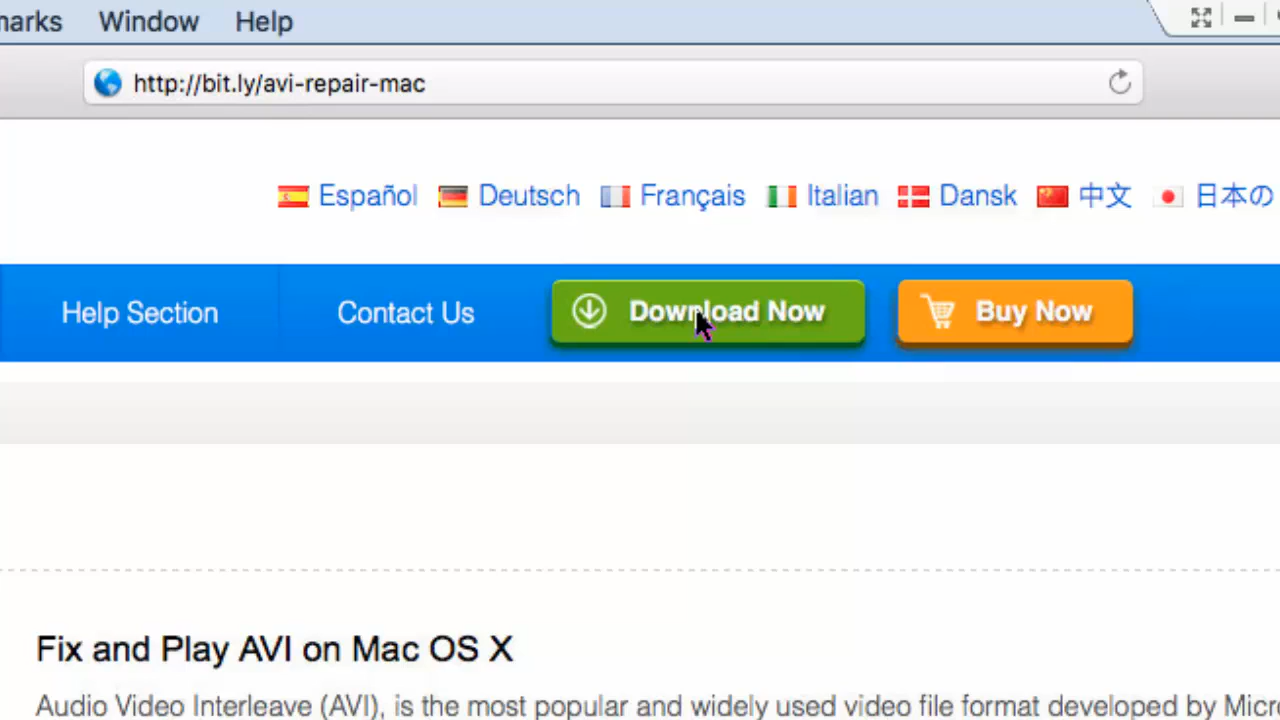 Window Help
http://bit.ly/avi-repair-mac
Español Deutsch Français Italian Dansk 中文 日本の
Help Section Contact Us Download Now Buy Now
Fix and Play AVI on Mac OS X
Audio Video Interleave (AVI), is the most popular and widely used video file format developed by